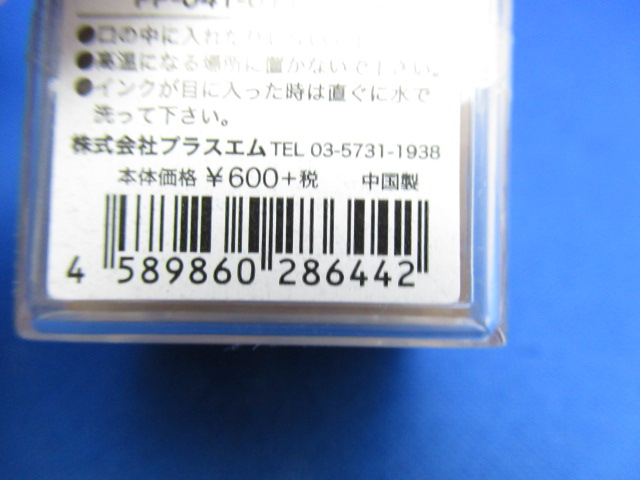 ●口の中に入れたりしないで下さい。
●高温になる場所に置かないで下さい。
●インクが目に入った時は直ぐに水で
洗って下さい。
株式会社プラスエム TEL 03-5731-1938
本体価格 ¥600+税 中国製
4 589860 286442